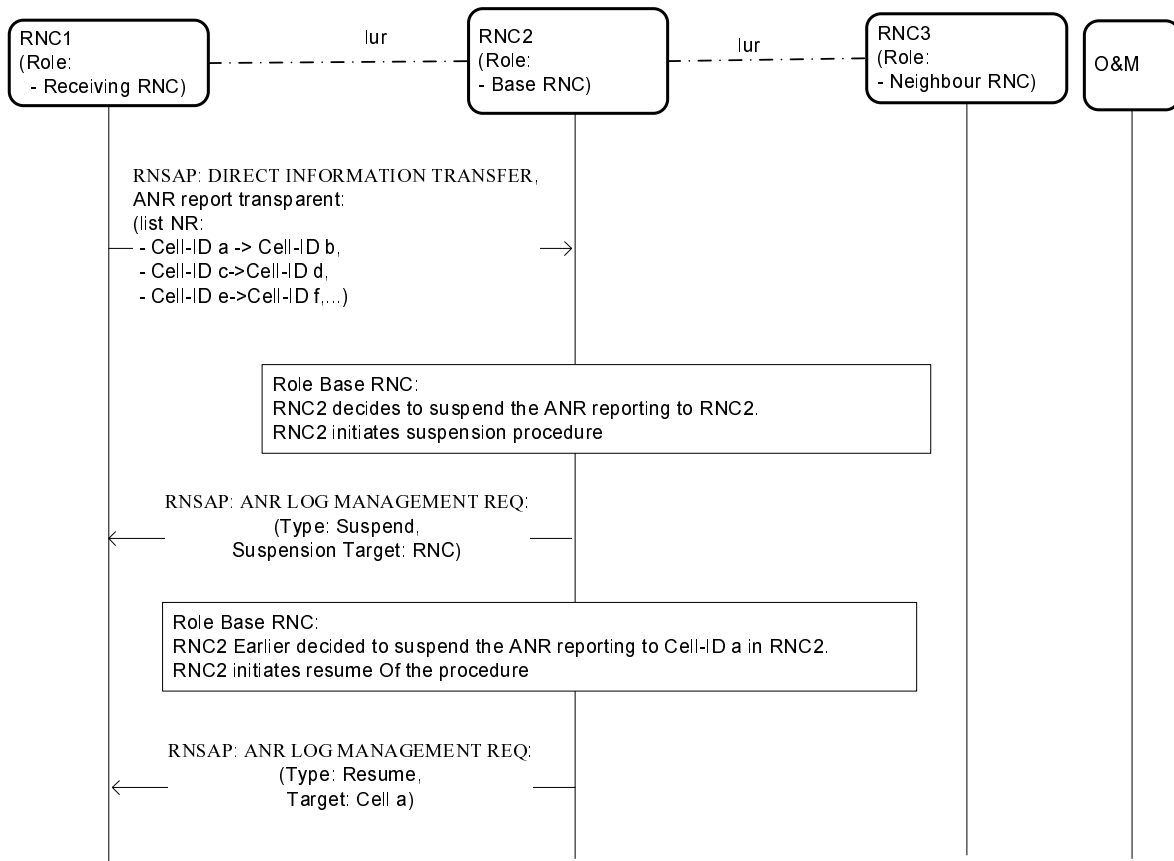 RNC1
(Role:
- Receiving RNC)
Iur
RNC2
(Role:
- Base RNC)
Iur
RNC3
(Role:
- Neighbour RNC)
O&M
RNSAP: DIRECT INFORMATION TRANSFER,
ANR report transparent:
(list NR:
- Cell-ID a -> Cell-ID b,
- Cell-ID c->Cell-ID d,
- Cell-ID e->Cell-ID f,...)
Role Base RNC:
RNC2 decides to suspend the ANR reporting to RNC2.
RNC2 initiates suspension procedure
RNSAP: ANR LOG MANAGEMENT REQ:
(Type: Suspend,
Suspension Target: RNC)
Role Base RNC:
RNC2 Earlier decided to suspend the ANR reporting to Cell-ID a in RNC2.
RNC2 initiates resume Of the procedure
RNSAP: ANR LOG MANAGEMENT REQ:
(Type: Resume,
Target: Cell a)